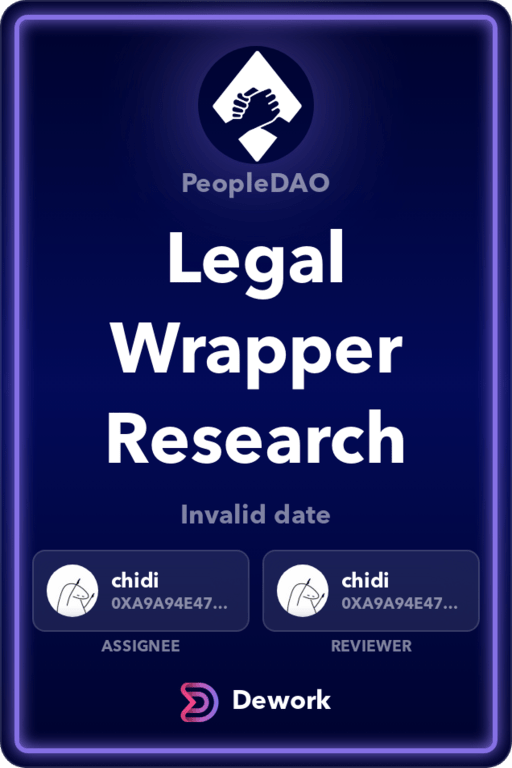 PeopleDAO
Legal
Wrapper
Research
Invalid date
chidi
0XA9A94E47...
ASSIGNEE
chidi
0XA9A94E47...
REVIEWER
Dework